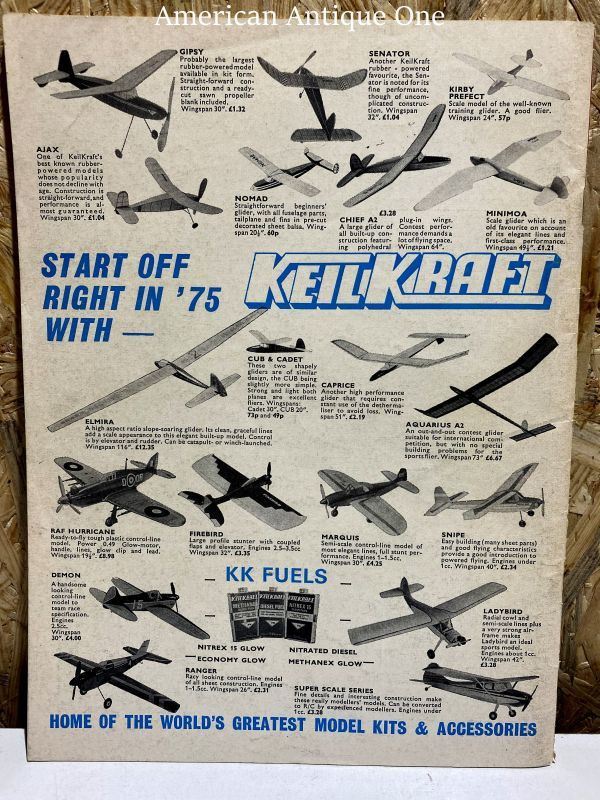 American Antique One
GIPSY
Probably the largest
rubber-powered model
available in kit form.
Straightforward con-
struction and a ready-
cut sawn propeller
blank included.
Wingspan 30". £1.32
SENATOR
Another KeilKraft
rubber - powered
favourite, the Sen-
ator is noted for its
fine performance,
though of uncom-
plicated construc-
tion. Wingspan
32". £1.04
KIRBY
PREFECT
Scale model of the well-known
training glider. A good flier.
Wingspan 24". 57p
AJAX
One of KeilKraft's
best known rubber-
powered models
whose popularity
does not decline with
age. Construction is
straightforward, and
performance is al-
most guaranteed.
Wingspan 30". £1.04
NOMAD
Straightforward beginners'
glider, with all fuselage parts,
tailplane and fins in pre-cut
decorated sheet balsa. Wing-
span 20½". 60p
£3.28
CHIEF A2
A large glider of
all built-up con-
struction featur-
ing polyhedral
plug-in wings.
Contest perfor-
mance demands a
lot of flying space.
Wingspan 64".
MINIMOA
Scale glider which is an
old favourite on account
of its elegant lines and
first-class performance.
Wingspan 49½". £1.21
START OFF
RIGHT IN '75
WITH —
KEILKRAFT
CUB & CADET
These two shapely
gliders are of similar
design, the CUB being
slightly more simple.
Strong and light both
planes are excellent
fliers. Wingspans:
Cadet 30". CUB 20".
73p and 49p
CAPRICE
Another high performance
glider that requires con-
stant use of the detherma-
liser to avoid loss. Wing-
span 51". £2.19
AQUARIUS A2
An out-and-out contest glider
suitable for international com-
petition, but with no special
building problems for the
sports flier. Wingspan 73" £6.67
ELMIRA
A high aspect ratio slope-soaring glider. Its clean, graceful lines
add a scale appearance to this elegant built-up model. Control
is by elevator and rudder. Can be catapult- or winch-launched.
Wingspan 116". £12.35
RAF HURRICANE
Ready-to-fly tough plastic control-line
model. Power 0.49 Glow-motor,
handle, lines, glow clip and lead.
Wingspan 19½". £8.98
FIREBIRD
Large profile stunter with coupled
flaps and elevator. Engines 2.5-3.5cc
Wingspan 32". £3.35
MARQUIS
Semi-scale control-line model of
most elegant lines, full stunt per-
formance. Engines 1-1.5cc.
Wingspan 30". £4.25
SNIPE
Easy building (many sheet parts)
and good flying characteristics
provide a good introduction to
powered flying. Engines under
1cc. Wingspan 40" £2.34
DEMON
A handsome
looking
control-line
model to
team race
specification.
Engines
2.5cc.
Wingspan
30". £4.00
KK FUELS
KEILKRAFT
METHANEX
KEILKRAFT
DIESEL FUEL
KEILKRAFT
NITREX 15
NITREX 15 GLOW
NITRATED DIESEL
—ECONOMY GLOW
METHANEX GLOW—
LADYBIRD
Radial cowl and
semi-scale lines plus
a very strong air-
frame makes
Ladybird an ideal
sports model.
Engines about 1cc.
Wingspan 42".
£3.28
RANGER
Racy looking control-line model
of all sheet construction. Engines
1-1.5cc. Wingspan 26". £2.31
SUPER SCALE SERIES
Fine details and interesting construction make
these really modellers' models. Can be converted
to R/C by expedienced modellers. Engines under
1cc. £3.28
HOME OF THE WORLD'S GREATEST MODEL KITS & ACCESSORIES